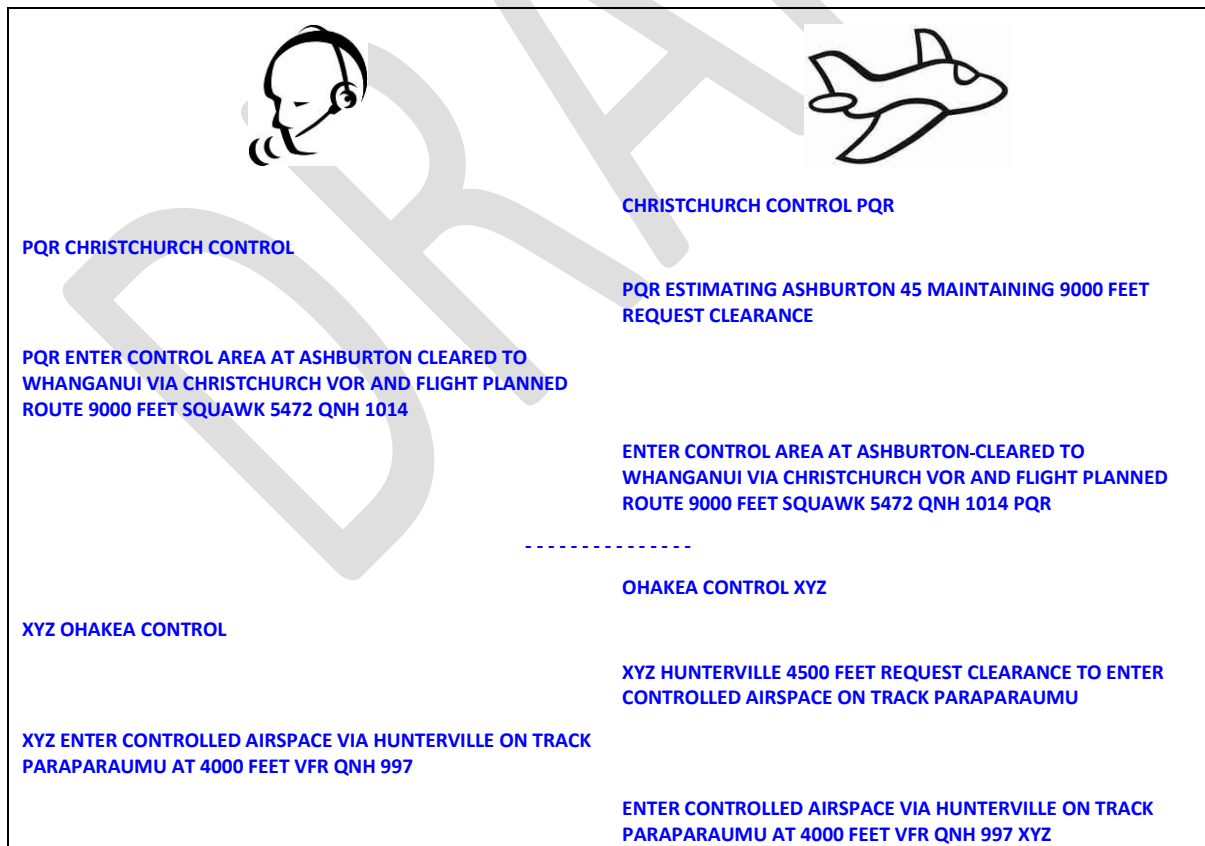 CHRISTCHURCH CONTROL PQR
PQR CHRISTCHURCH CONTROL
PQR ESTIMATING ASHBURTON 45 MAINTAINING 9000 FEET
REQUEST CLEARANCE
PQR ENTER CONTROL AREA AT ASHBURTON CLEARED TO
WHANGANUI VIA CHRISTCHURCH VOR AND FLIGHT PLANNED
ROUTE 9000 FEET SQUAWK 5472 QNH 1014
ENTER CONTROL AREA AT ASHBURTON-CLEARED TO
WHANGANUI VIA CHRISTCHURCH VOR AND FLIGHT PLANNED
ROUTE 9000 FEET SQUAWK 5472 QNH 1014 PQR
- - - - - - - - - - - - - - -
OHAKEA CONTROL XYZ
XYZ OHAKEA CONTROL
XYZ HUNTERVILLE 4500 FEET REQUEST CLEARANCE TO ENTER
CONTROLLED AIRSPACE ON TRACK PARAPARAUMU
XYZ ENTER CONTROLLED AIRSPACE VIA HUNTERVILLE ON TRACK
PARAPARAUMU AT 4000 FEET VFR QNH 997
ENTER CONTROLLED AIRSPACE VIA HUNTERVILLE ON TRACK
PARAPARAUMU AT 4000 FEET VFR QNH 997 XYZ